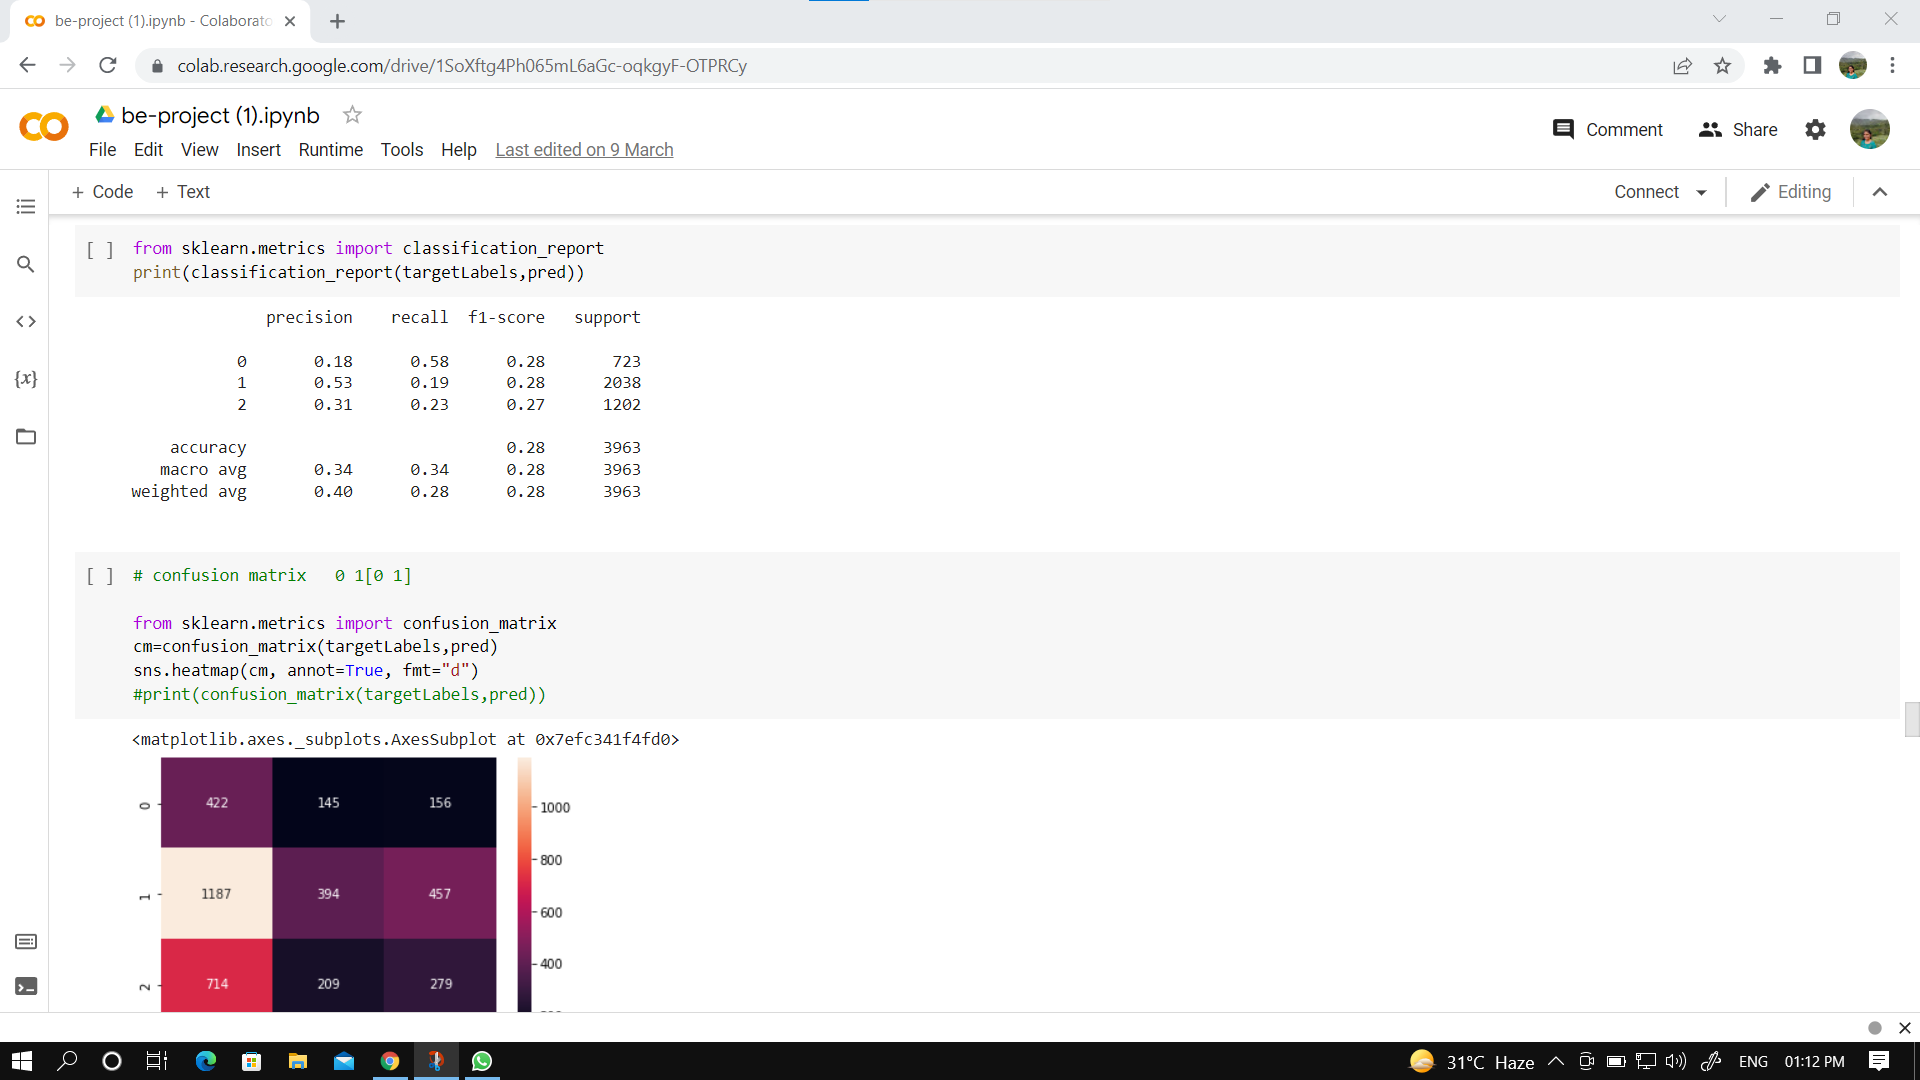 be-project (1).ipynb - Colaborato
colab.research.google.com/drive/1SoXftg4Ph065mL6aGc-oqkgyF-OTPRCy
be-project (1).ipynb
Comment Share
File Edit View Insert Runtime Tools Help Last edited on 9 March
+ Code + Text Connect Editing
[ ] from sklearn.metrics import classification_report
print(classification_report(targetLabels,pred))
precision recall f1-score support
0 0.18 0.58 0.28 723
1 0.53 0.19 0.28 2038
2 0.31 0.23 0.27 1202
accuracy 0.28 3963
macro avg 0.34 0.34 0.28 3963
weighted avg 0.40 0.28 0.28 3963
[ ] # confusion matrix 0 1[0 1]
from sklearn.metrics import confusion_matrix
cm=confusion_matrix(targetLabels,pred)
sns.heatmap(cm, annot=True, fmt="d")
#print(confusion_matrix(targetLabels,pred))
<matplotlib.axes._subplots.AxesSubplot at 0x7efc341f4fd0>
0 422 145 156
1000
800
1 1187 394 457
600
400
2 714 209 279
31°C Haze ENG 01:12 PM